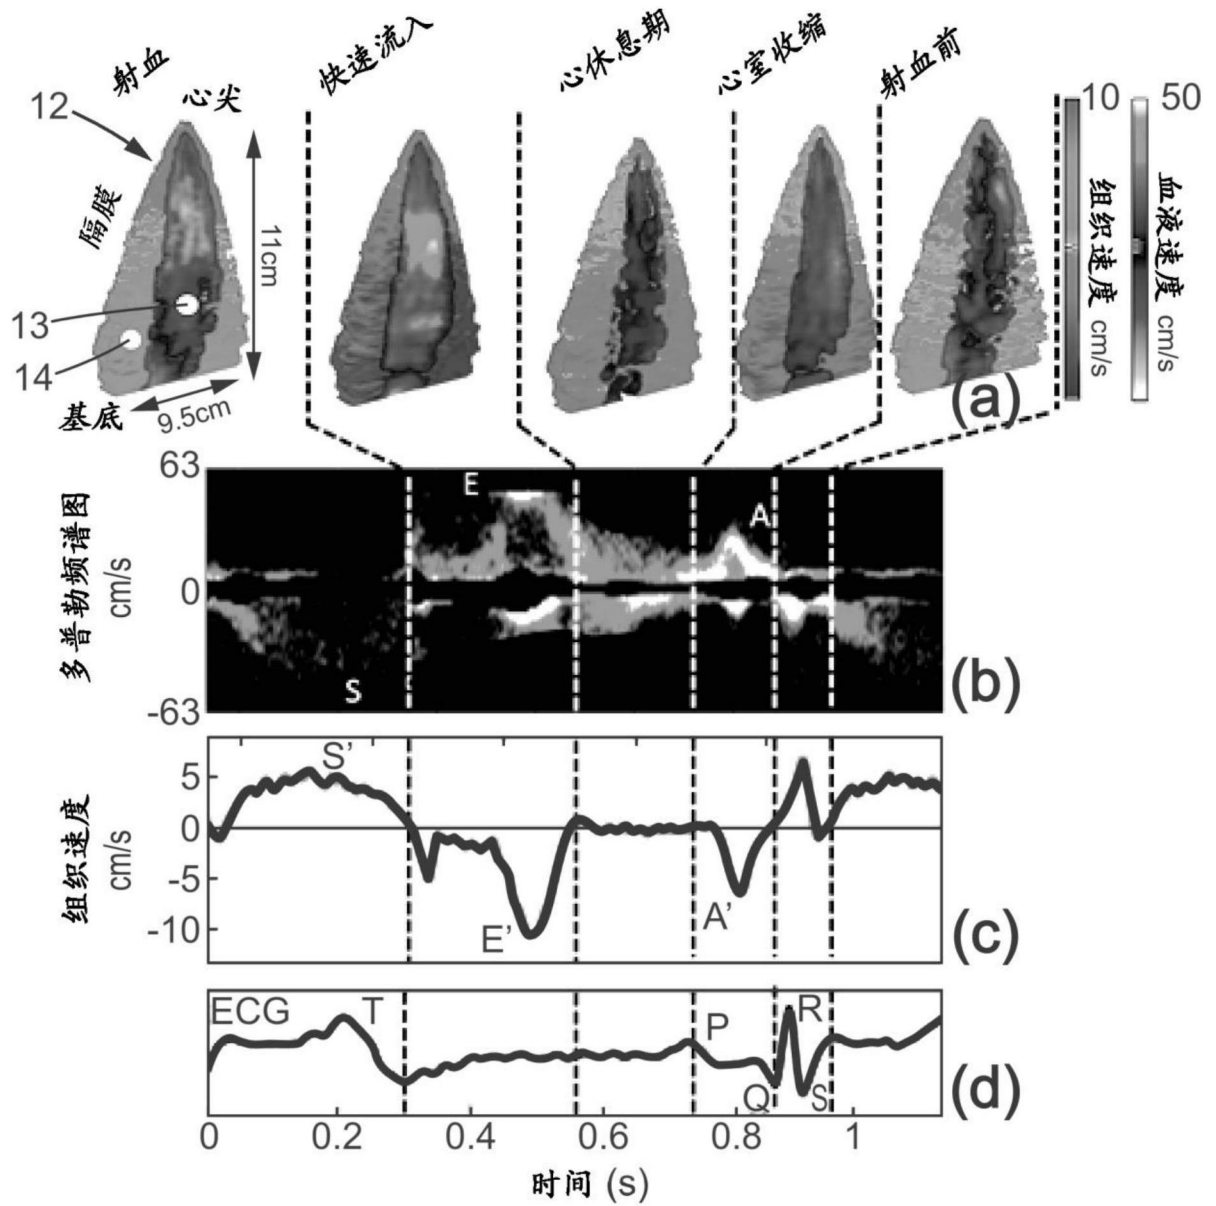 射血
快速流入
心休息期
心室收缩
射血前
心尖
12
隔膜
11cm
13
14
基底
9.5cm
10
50
组织速度 cm/s
血液速度 cm/s
(a)
63
0
-63
多普勒频谱图
cm/s
E
A
S
(b)
5
0
-5
-10
组织速度
cm/s
S’
E’
A’
(c)
ECG
T
P
R
Q
S
(d)
0 0.2 0.4 0.6 0.8 1
时间 (s)